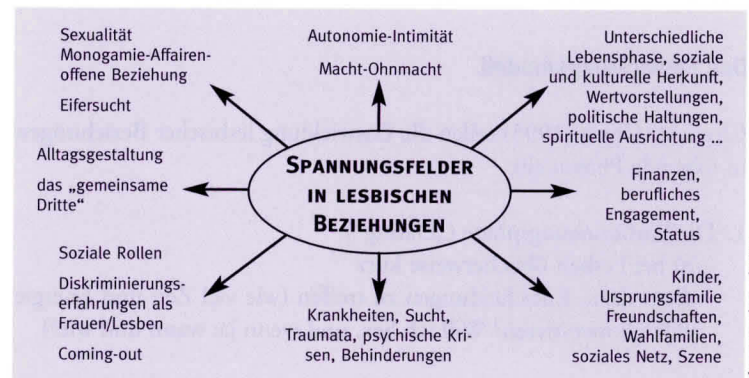 Sexualität
Monogamie-Affairen-
offene Beziehung
Eifersucht
Autonomie-Intimität
Macht-Ohnmacht
Unterschiedliche
Lebensphase, soziale
und kulturelle Herkunft,
Wertvorstellungen,
politische Haltungen,
spirituelle Ausrichtung ...
Alltagsgestaltung
das „gemeinsame
Dritte“
SPANNUNGSFELDER
IN LESBISCHEN
BEZIEHUNGEN
Finanzen,
berufliches
Engagement,
Status
Soziale Rollen
Diskriminierungs-
erfahrungen als
Frauen/Lesben
Coming-out
Krankheiten, Sucht,
Traumata, psychische Kri-
sen, Behinderungen
Kinder,
Ursprungsfamilie
Freundschaften,
Wahlfamilien,
soziales Netz, Szene